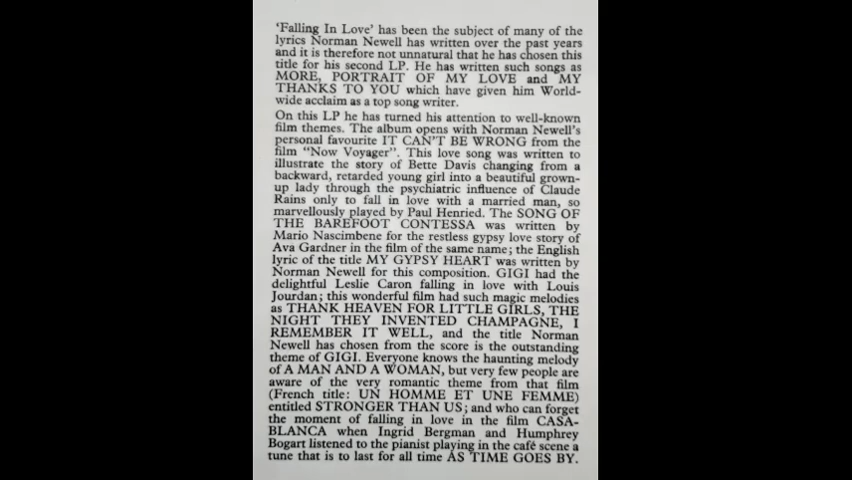 ‘Falling In Love’ has been the subject of many of the
lyrics Norman Newell has written over the past years
and it is therefore not unnatural that he has chosen this
title for his second LP. He has written such songs as
MORE, PORTRAIT OF MY LOVE and MY
THANKS TO YOU which have given him World-
wide acclaim as a top song writer.
On this LP he has turned his attention to well-known
film themes. The album opens with Norman Newell’s
personal favourite IT CAN’T BE WRONG from the
film “Now Voyager”. This love song was written to
illustrate the story of Bette Davis changing from a
backward, retarded young girl into a beautiful grown-
up lady through the psychiatric influence of Claude
Rains only to fall in love with a married man, so
marvellously played by Paul Henried. The SONG OF
THE BAREFOOT CONTESSA was written by
Mario Nascimbene for the restless gypsy love story of
Ava Gardner in the film of the same name; the English
lyric of the title MY GYPSY HEART was written by
Norman Newell for this composition. GIGI had the
delightful Leslie Caron falling in love with Louis
Jourdan; this wonderful film had such magic melodies
as THANK HEAVEN FOR LITTLE GIRLS, THE
NIGHT THEY INVENTED CHAMPAGNE, I
REMEMBER IT WELL, and the title Norman
Newell has chosen from the score is the outstanding
theme of GIGI. Everyone knows the haunting melody
of A MAN AND A WOMAN, but very few people are
aware of the very romantic theme from that film
(French title: UN HOMME ET UNE FEMME)
entitled STRONGER THAN US; and who can forget
the moment of falling in love in the film CASA-
BLANCA when Ingrid Bergman and Humphrey
Bogart listened to the pianist playing in the café scene a
tune that is to last for all time AS TIME GOES BY.